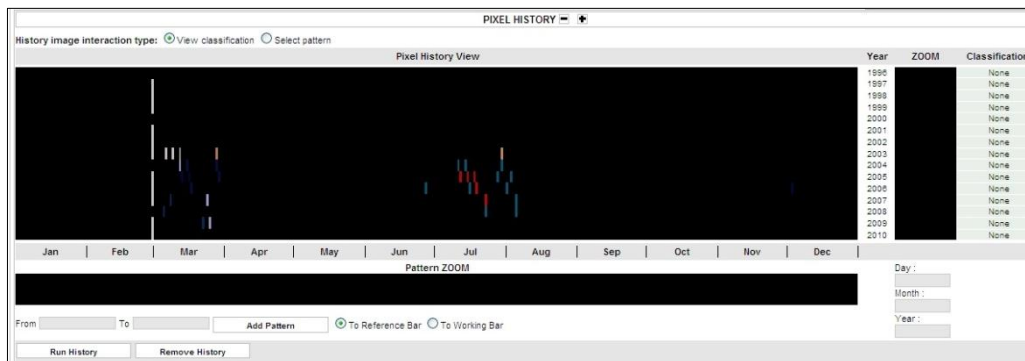 PIXEL HISTORY
History image interaction type: View classification Select pattern
Pixel History View Year ZOOM Classification
1996 None
1997 None
1998 None
1999 None
2000 None
2001 None
2002 None
2003 None
2004 None
2005 None
2006 None
2007 None
2008 None
2009 None
2010 None
Jan | Feb | Mar | Apr | May | Jun | Jul | Aug | Sep | Oct | Nov | Dec |
Pattern ZOOM
Day :
Month :
Year :
From To Add Pattern To Reference Bar To Working Bar
Run History Remove History